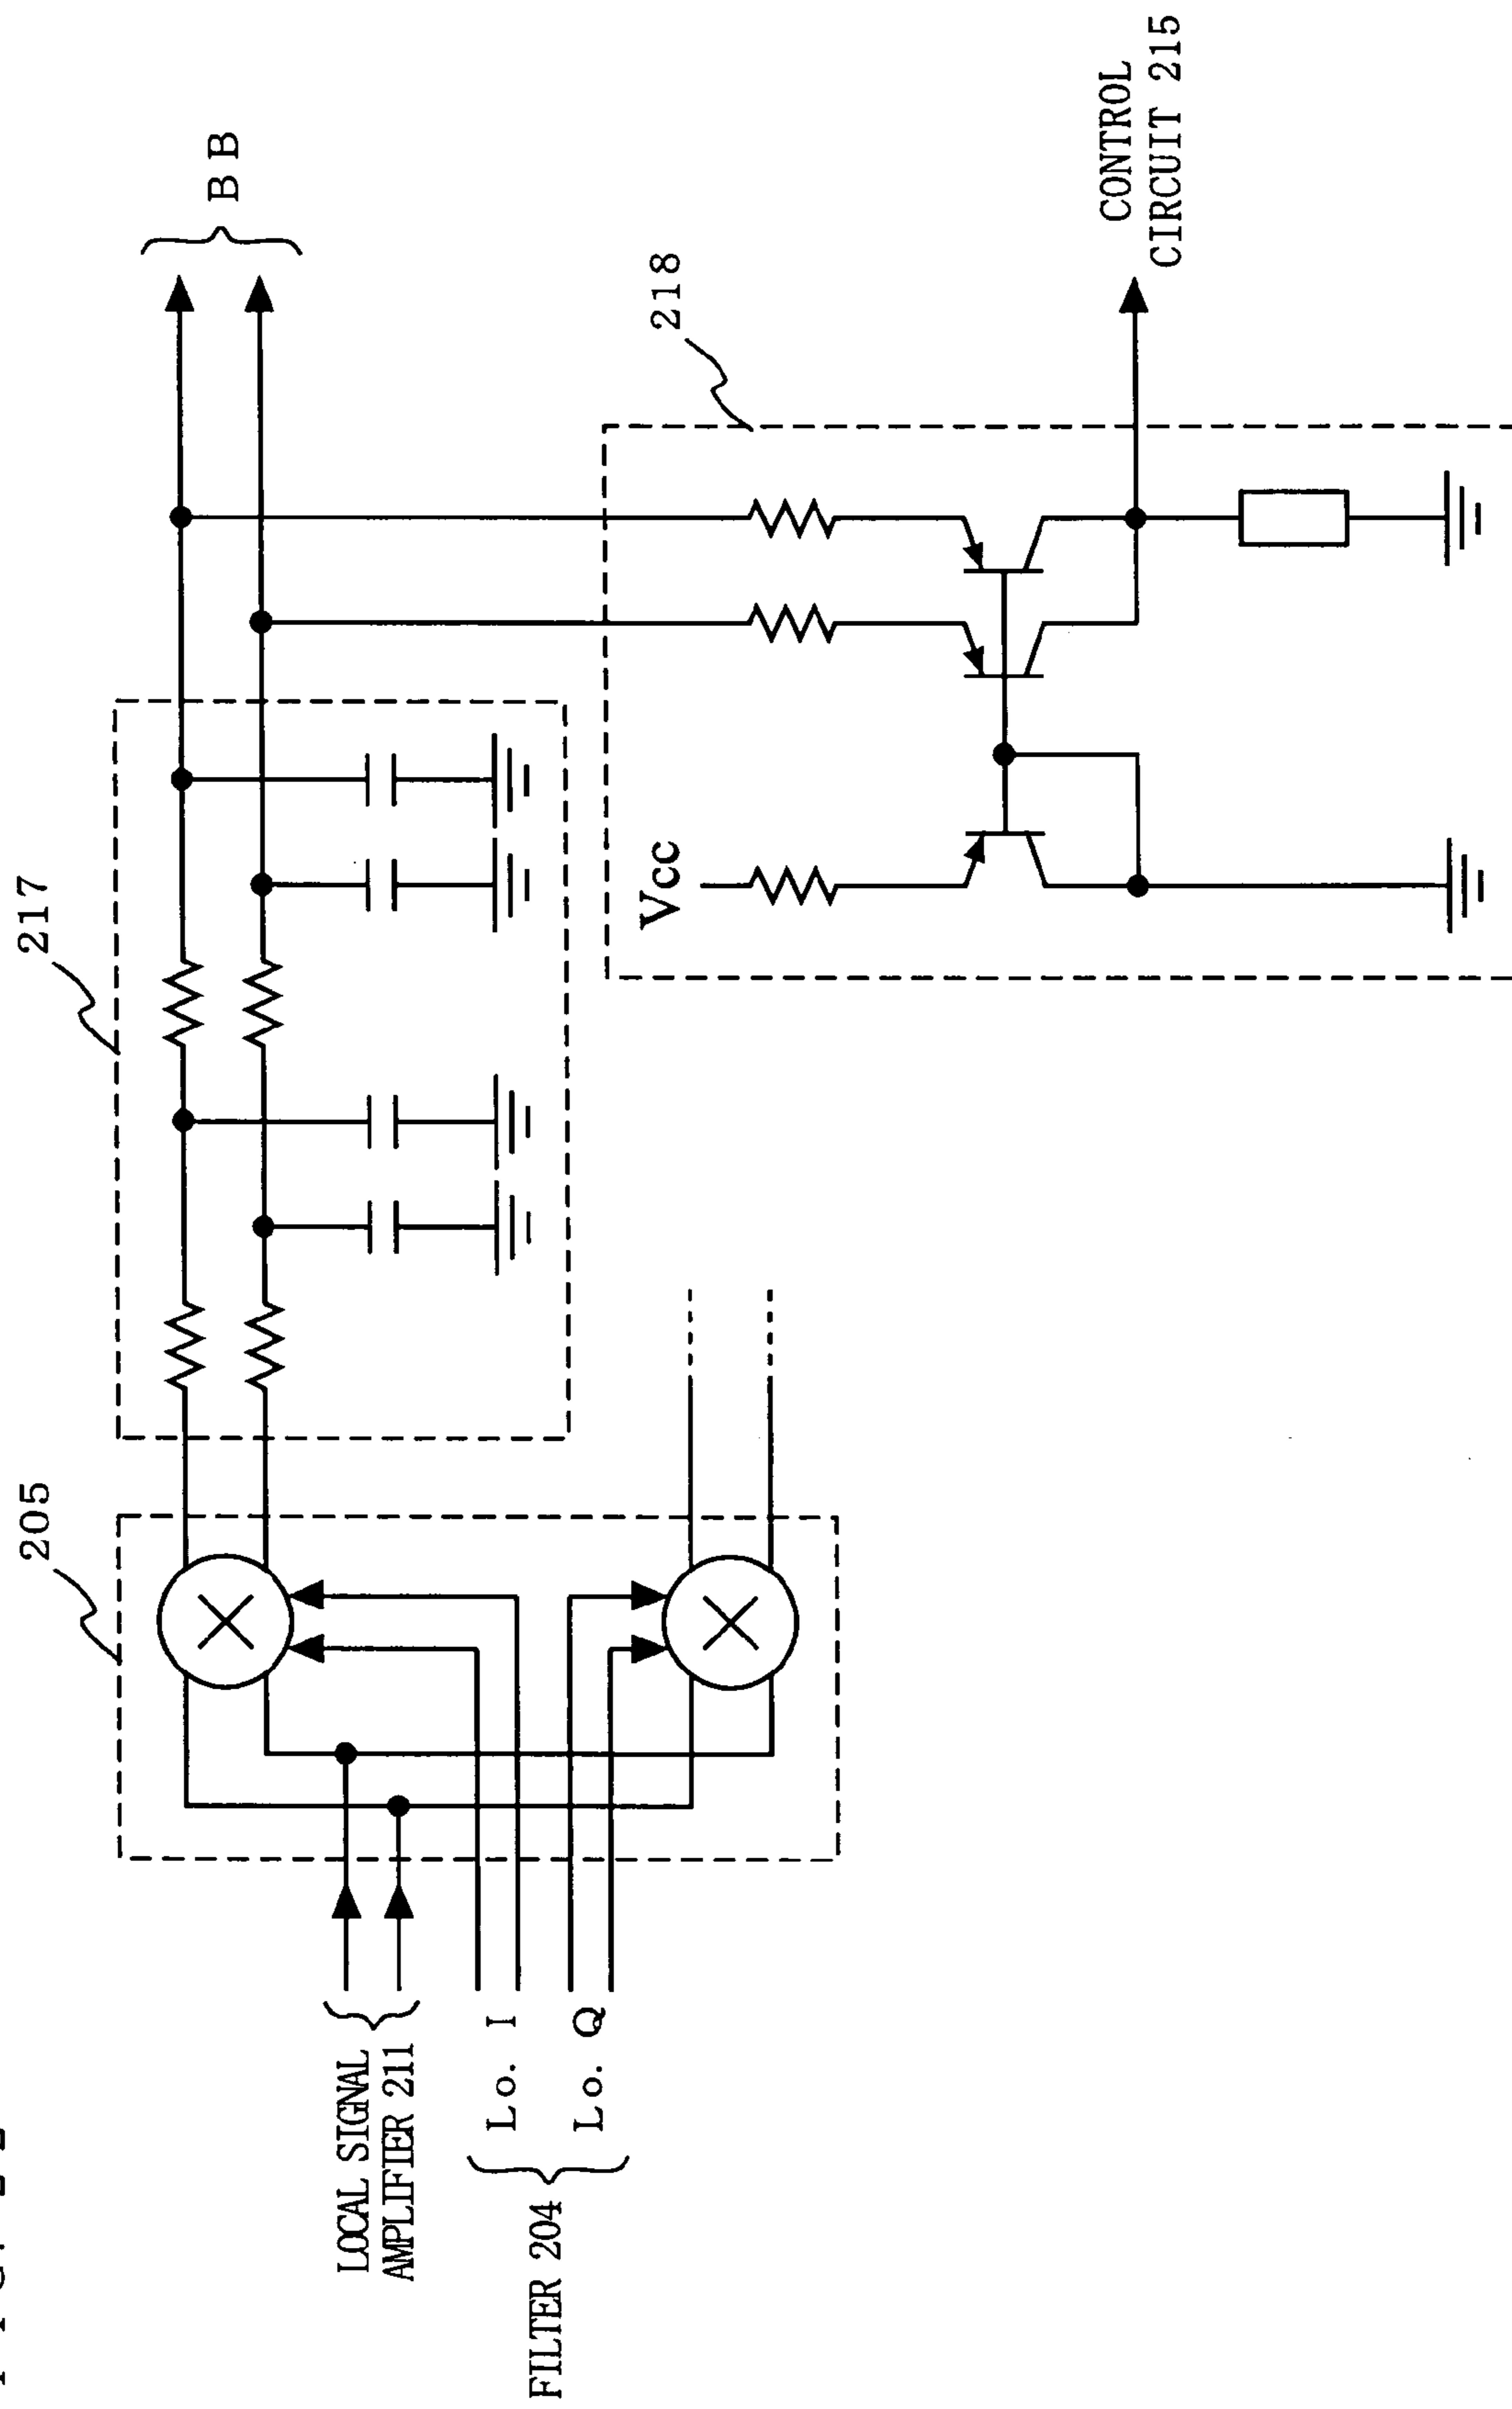 205
217
218
BB
LOCAL SIGNAL
AMPLIFIER 211
Lo. I
Lo. Q
FILTER 204
Vcc
CONTROL
CIRCUIT 215